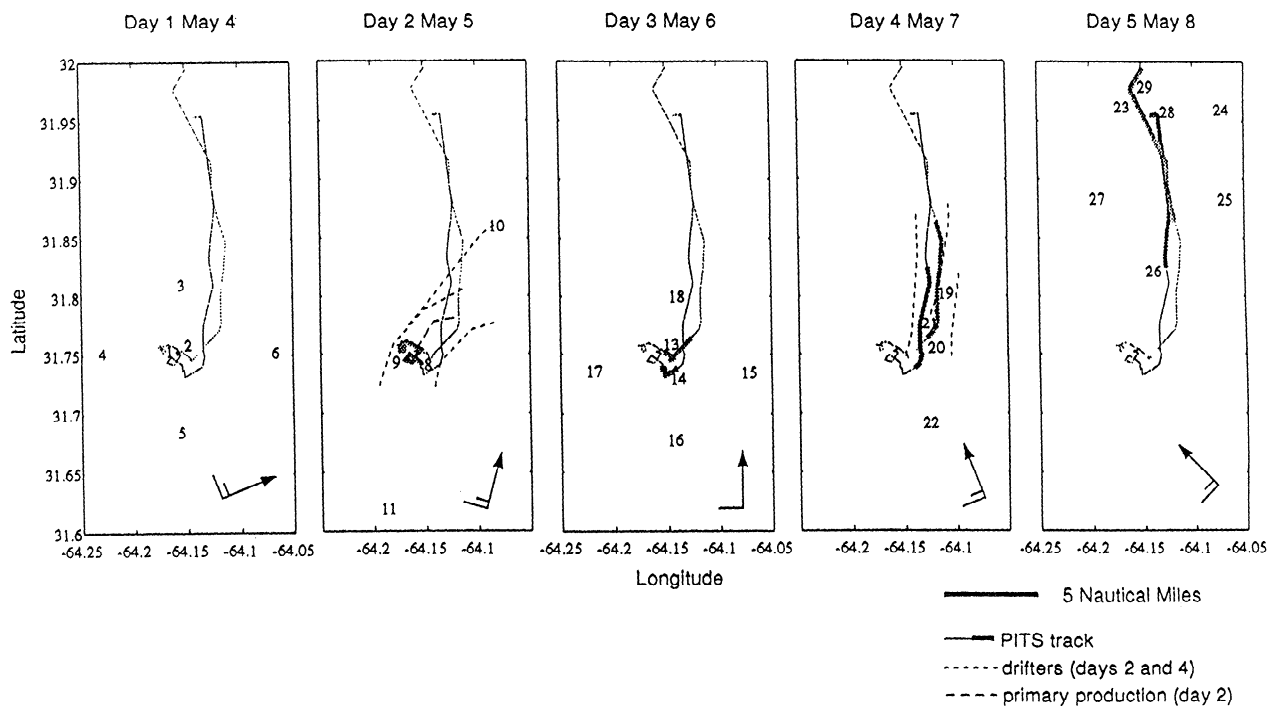 Day 1 May 4
Day 2 May 5
Day 3 May 6
Day 4 May 7
Day 5 May 8
Latitude
32
31.95
31.9
31.85
31.8
31.75
31.7
31.65
31.6
3
2
1
4
6
5
10
9
8
11
18
13
17
14
15
16
19
21
20
22
29
23
28
24
27
25
26
-64.25 -64.2 -64.15 -64.1 -64.05
-64.2 -64.15 -64.1
-64.2 -64.15 -64.1
-64.2 -64.15 -64.1
-64.25 -64.2 -64.15 -64.1 -64.05
Longitude
5 Nautical Miles
PITS track
drifters (days 2 and 4)
primary production (day 2)